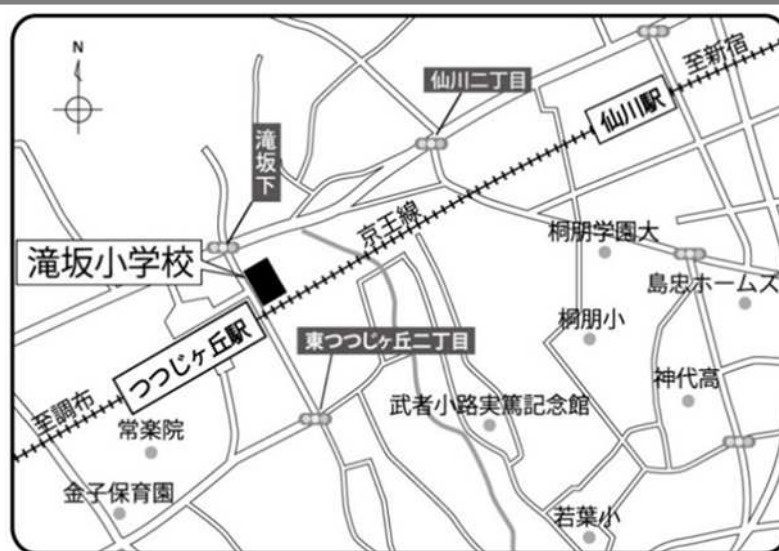 N
至新宿
仙川二丁目
仙川駅
滝坂下
京王線
桐朋学園大
滝坂小学校
島忠ホームズ
桐朋小
つつじヶ丘駅
東つつじヶ丘二丁目
神代高
至調布
武者小路実篤記念館
常楽院
金子保育園
若葉小